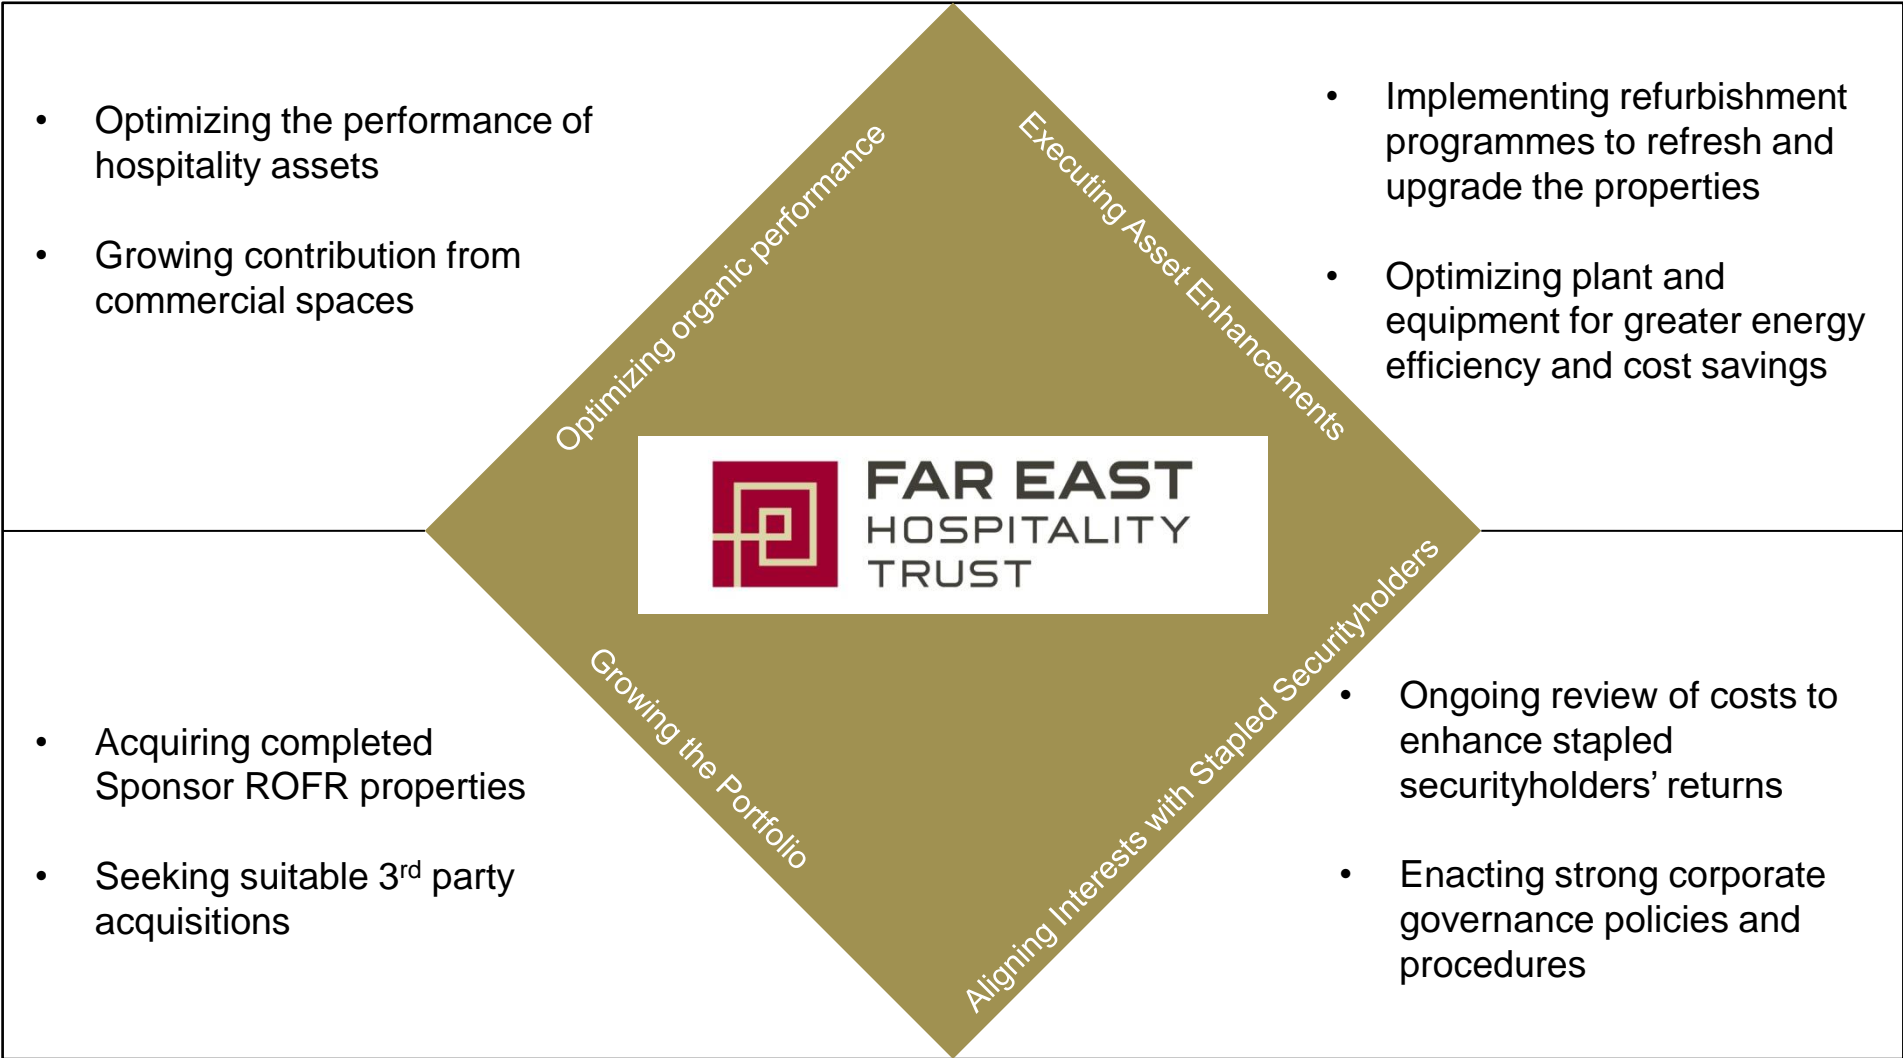 • Optimizing the performance of
hospitality assets
• Growing contribution from
commercial spaces
Optimizing organic performance
Executing Asset Enhancements
• Implementing refurbishment
programmes to refresh and
upgrade the properties
• Optimizing plant and
equipment for greater energy
efficiency and cost savings
FAR EAST
HOSPITALITY
TRUST
• Acquiring completed
Sponsor ROFR properties
• Seeking suitable 3rd party
acquisitions
Growing the Portfolio
Aligning Interests with Stapled Securityholders
• Ongoing review of costs to
enhance stapled
securityholders’ returns
• Enacting strong corporate
governance policies and
procedures